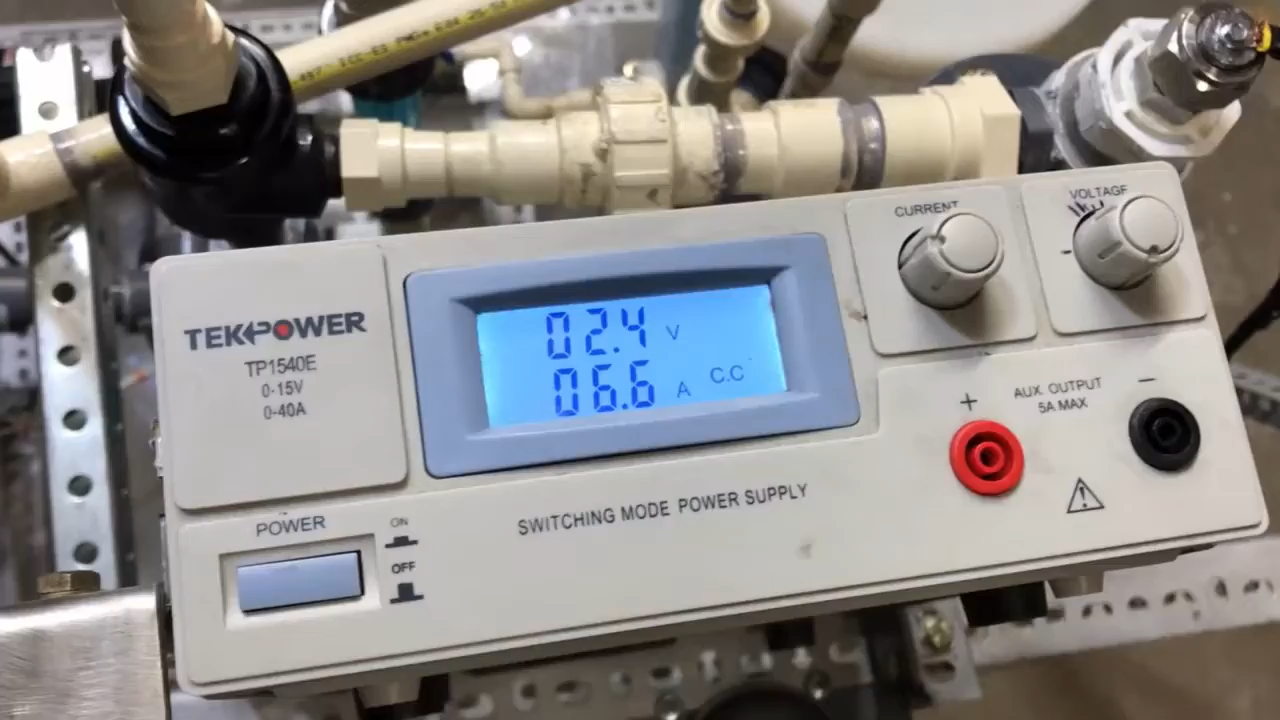 TEKPOWER
TP1540E
0-15V
0-40A
02.4 V
06.6 A C.C
CURRENT
VOLTAGE
+
AUX. OUTPUT
5A MAX
−
SWITCHING MODE POWER SUPPLY
POWER
ON
OFF